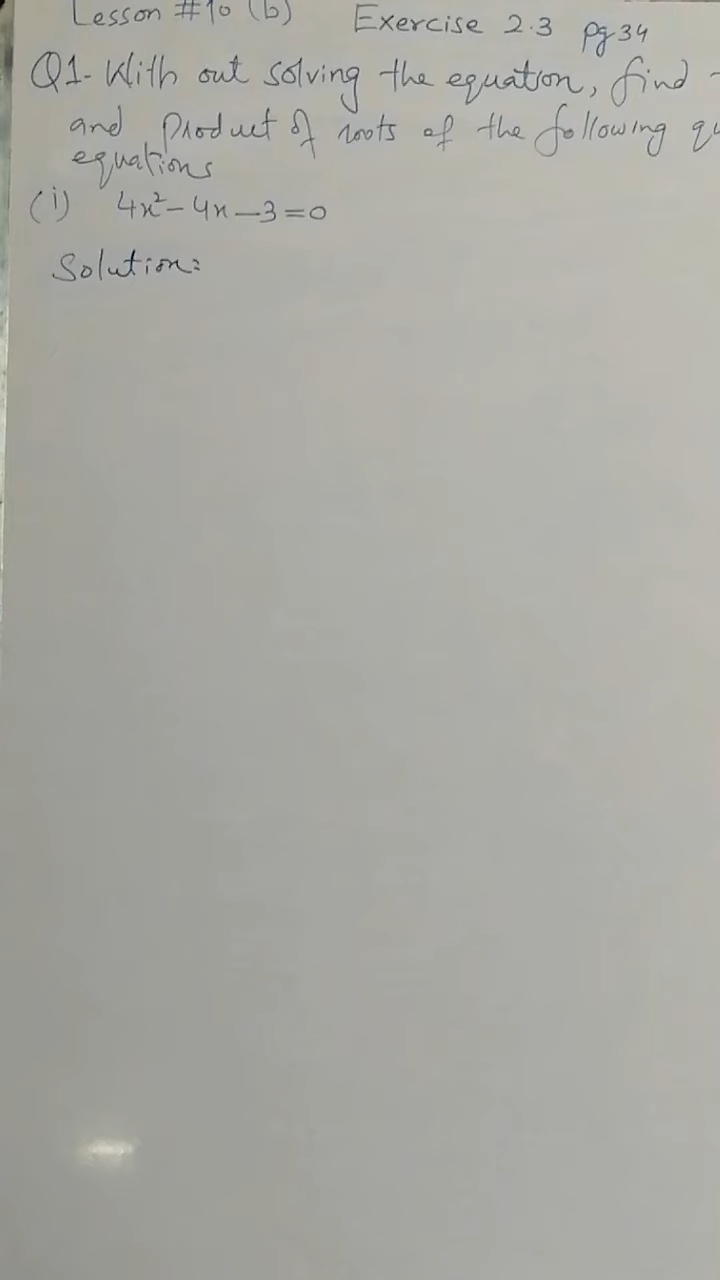 Lesson #10 (b) Exercise 2.3 pg 34
Q1- With out solving the equation, find
and product of roots of the following
equations
(i) 4x²-4x-3=0
Solution: